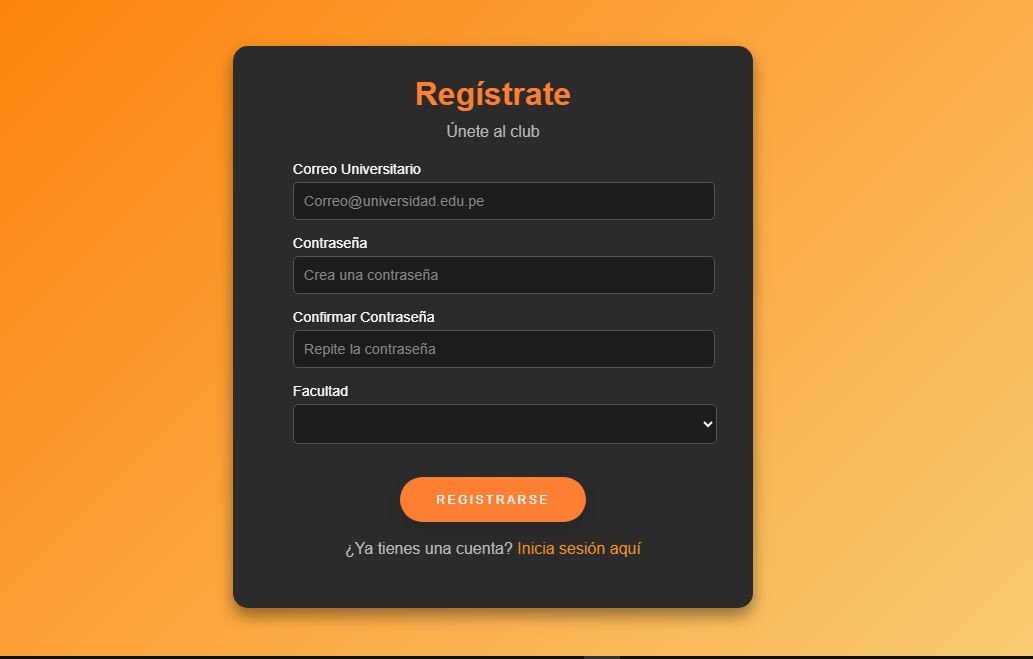 Regístrate
Únete al club
Correo Universitario
Correo@universidad.edu.pe
Contraseña
Crea una contraseña
Confirmar Contraseña
Repite la contraseña
Facultad
REGISTRARSE
¿Ya tienes una cuenta? Inicia sesión aquí